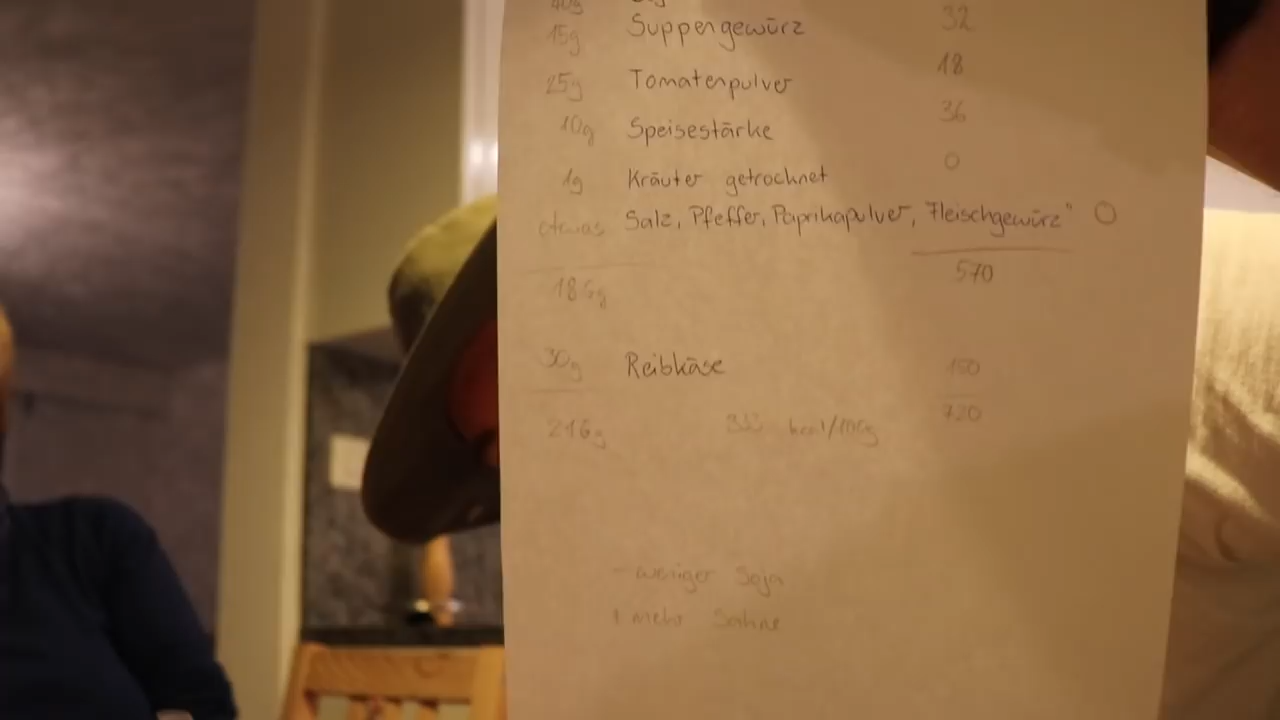 15g Suppengewürz 32
25g Tomatenpulver 18
10g Speisestärke 36
1g Kräuter getrocknet 0
etwas Salz, Pfeffer, Paprikapulver, "Fleischgewürz" 0
186g 570
30g Reibkäse 150
216g 333 kcal/100g 720
- weniger Soja
+ mehr Sahne